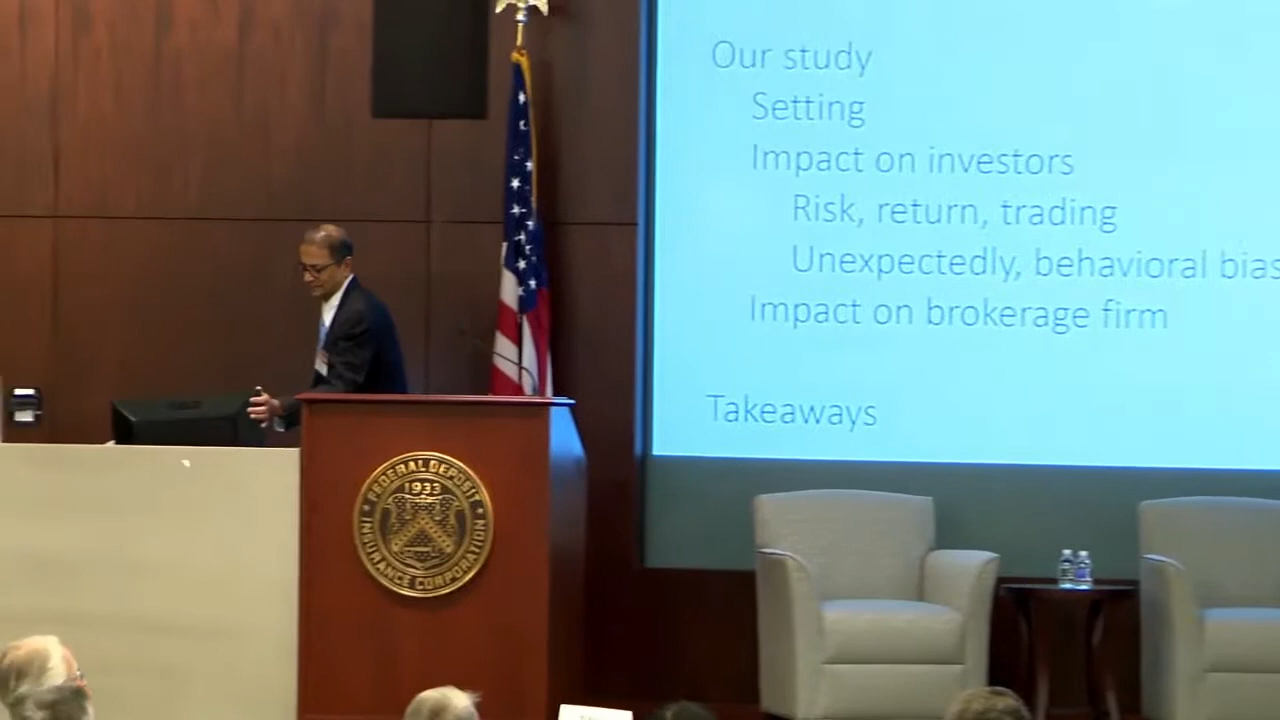 Our study
Setting
Impact on investors
Risk, return, trading
Unexpectedly, behavioral bias
Impact on brokerage firm
Takeaways
FEDERAL DEPOSIT
1933
INSURANCE CORPORATION